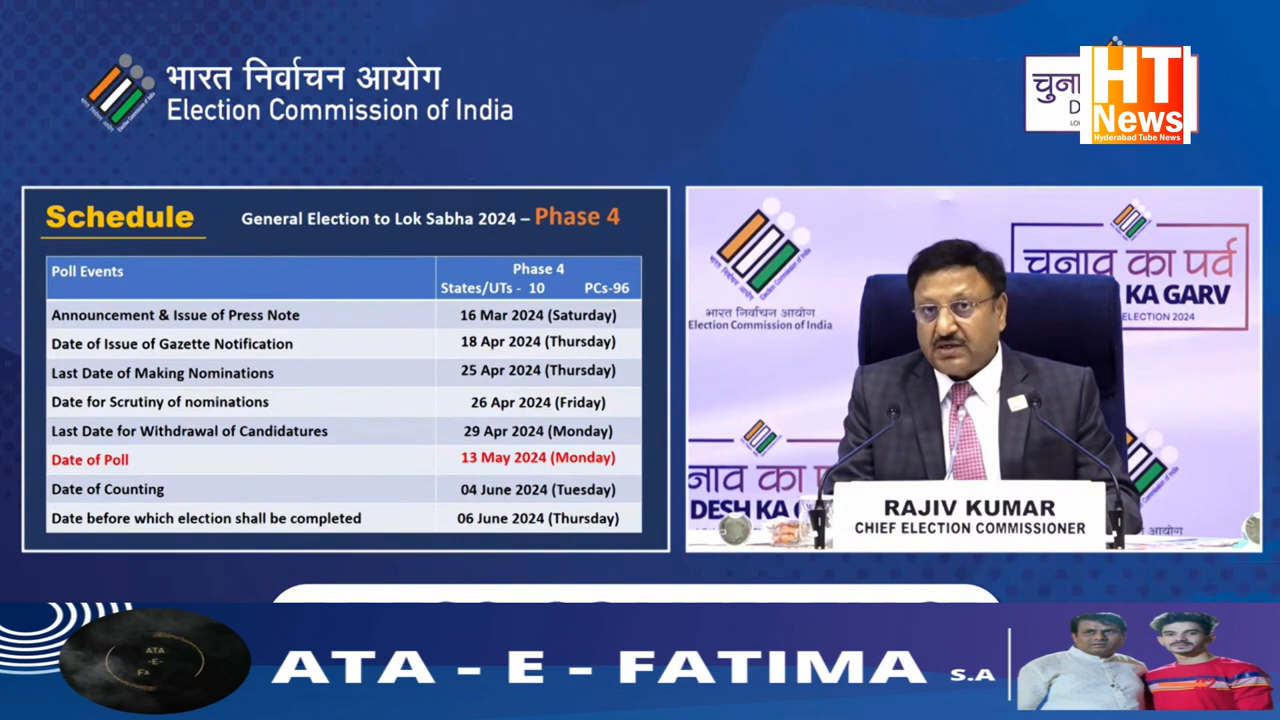 भारत निर्वाचन आयोग
Election Commission of India
चुना
HT
News
Hyderabad Tube News
Schedule
General Election to Lok Sabha 2024 – Phase 4
Poll Events
Phase 4
States/UTs - 10 PCs-96
Announcement & Issue of Press Note 16 Mar 2024 (Saturday)
Date of Issue of Gazette Notification 18 Apr 2024 (Thursday)
Last Date of Making Nominations 25 Apr 2024 (Thursday)
Date for Scrutiny of nominations 26 Apr 2024 (Friday)
Last Date for Withdrawal of Candidatures 29 Apr 2024 (Monday)
Date of Poll 13 May 2024 (Monday)
Date of Counting 04 June 2024 (Tuesday)
Date before which election shall be completed 06 June 2024 (Thursday)
भारत निर्वाचन आयोग
Election Commission of India
चुनाव का पर्व
KA GARV
ELECTION 2024
नाव का प
DESH KA
आयोग
RAJIV KUMAR
CHIEF ELECTION COMMISSIONER
ATA
-E-
ATA - E - FATIMA S.A